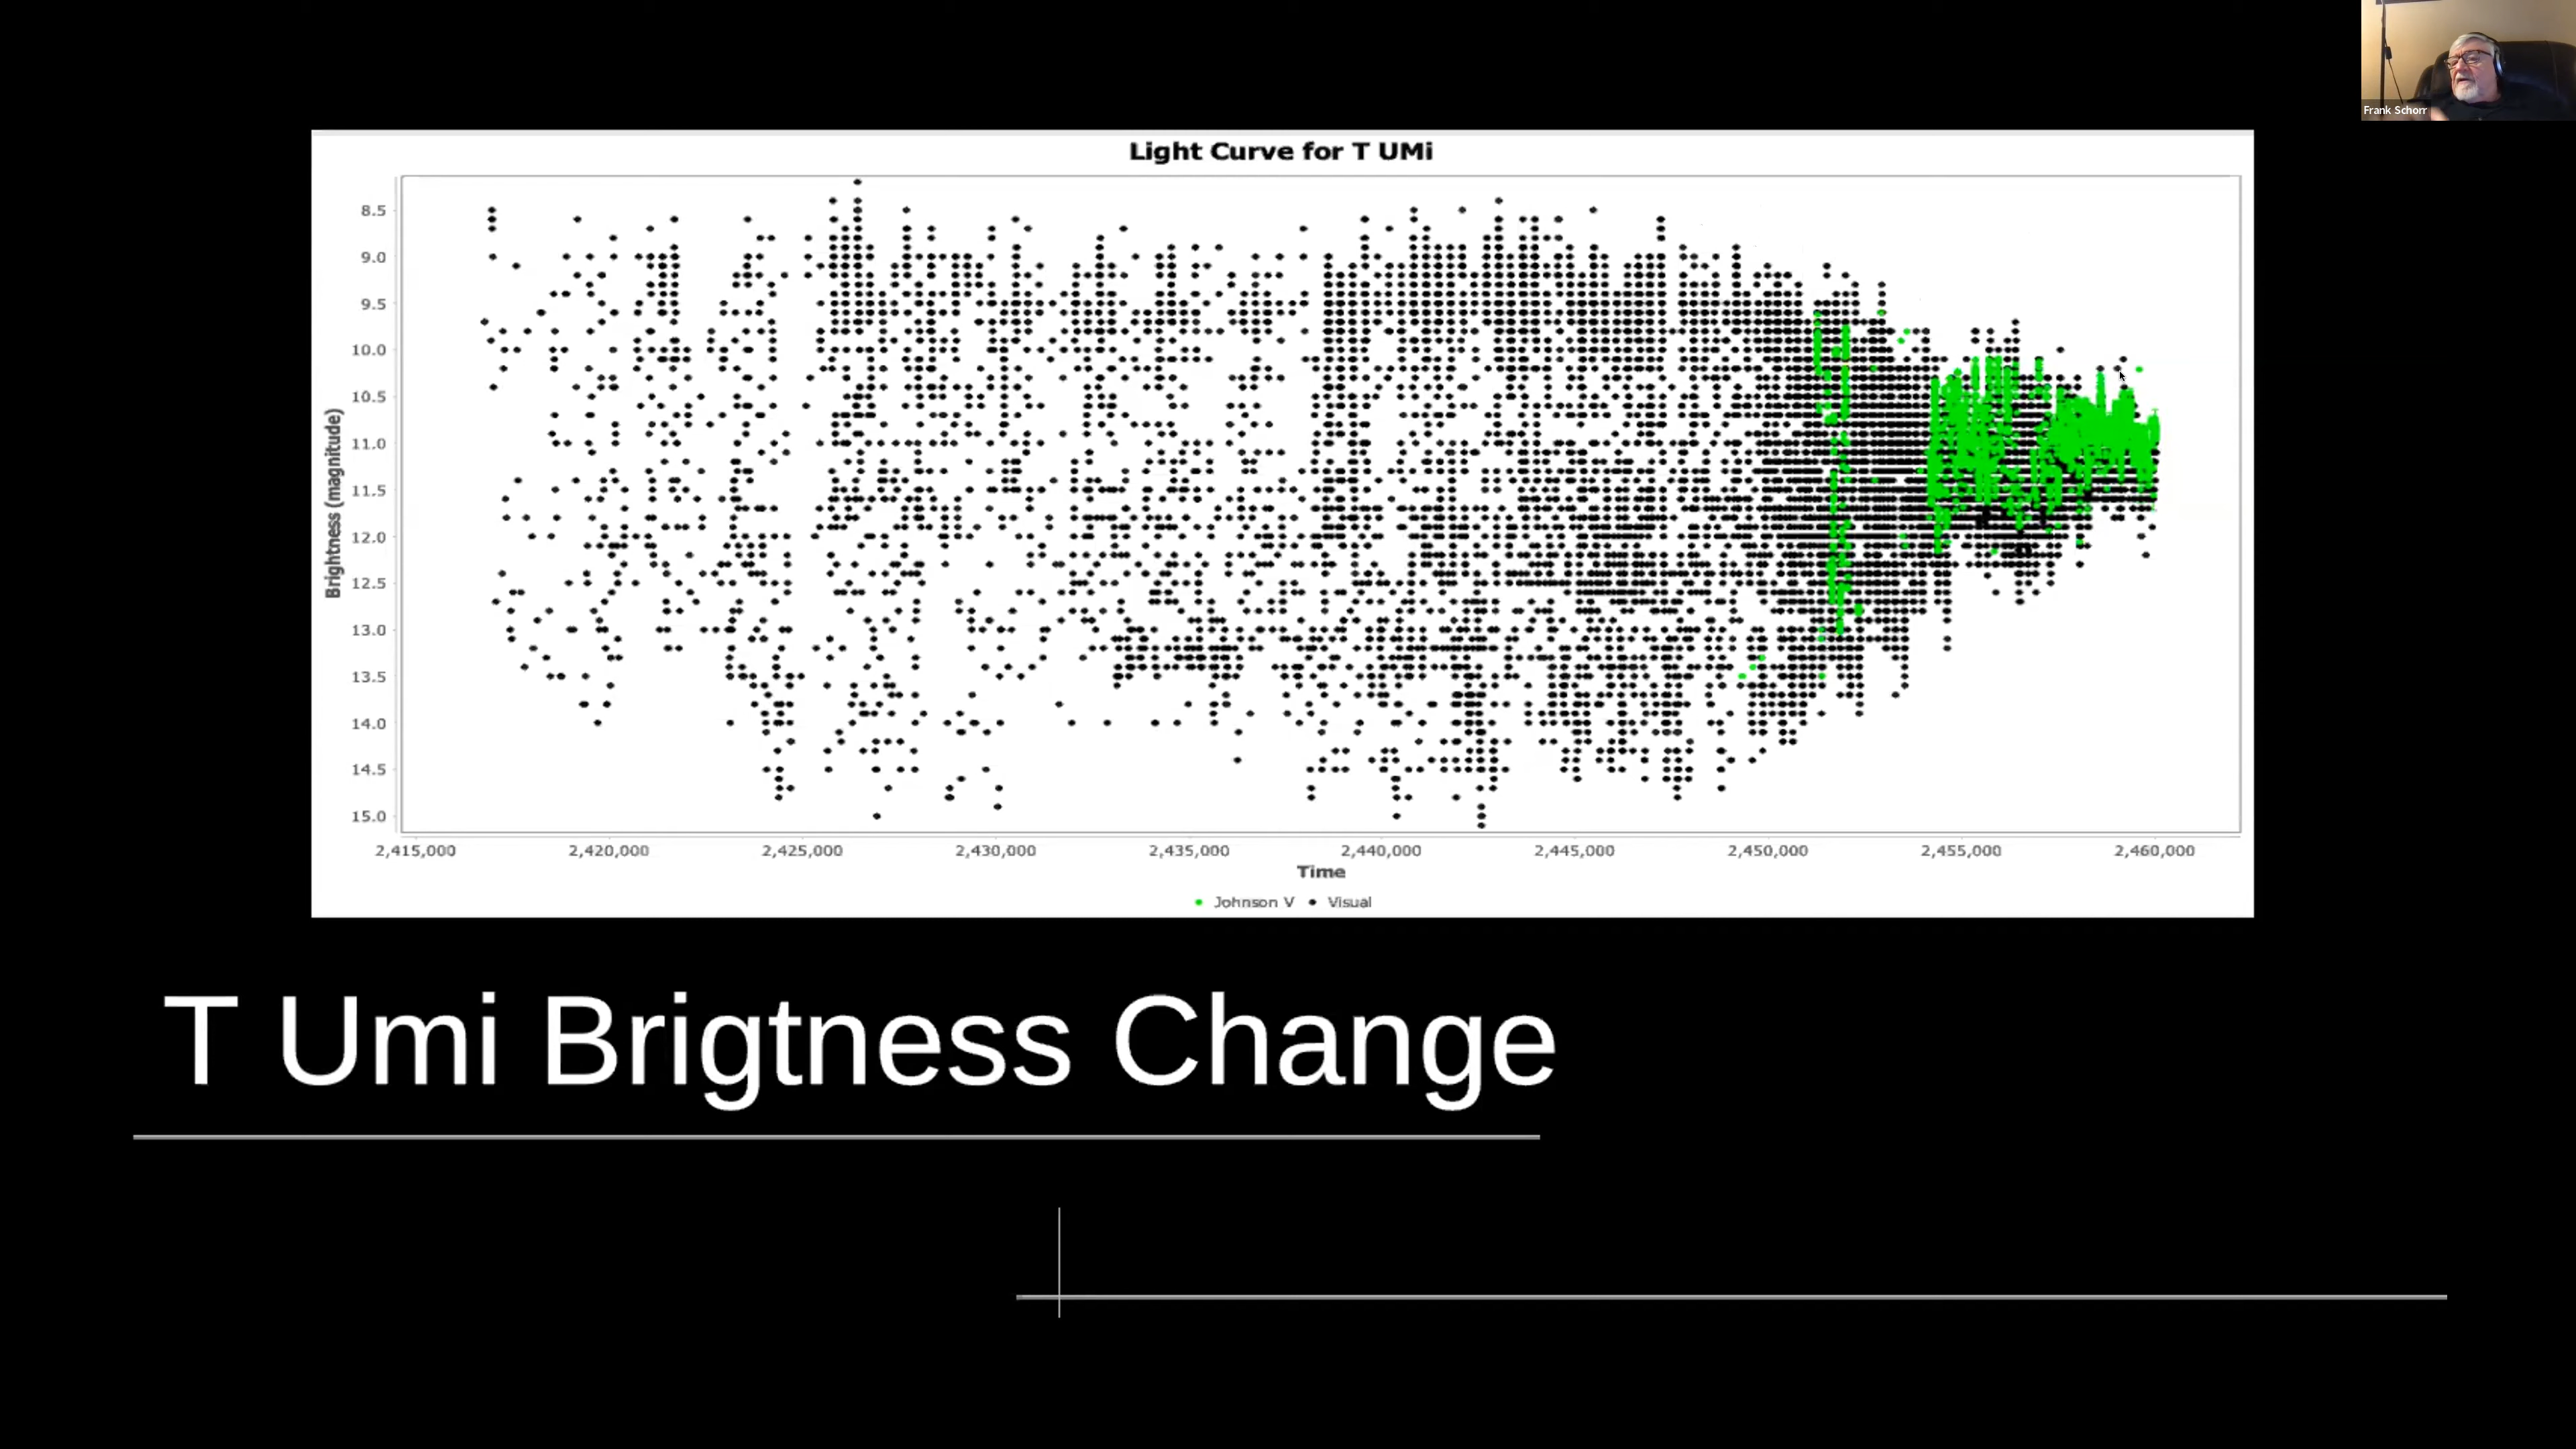 Frank Schorr
Light Curve for T UMi
Brightness (magnitude)
8.5
9.0
9.5
10.0
10.5
11.0
11.5
12.0
12.5
13.0
13.5
14.0
14.5
15.0
2,415,000 2,420,000 2,425,000 2,430,000 2,435,000 2,440,000 2,445,000 2,450,000 2,455,000 2,460,000
Time
Johnson V Visual
T Umi Brigtness Change